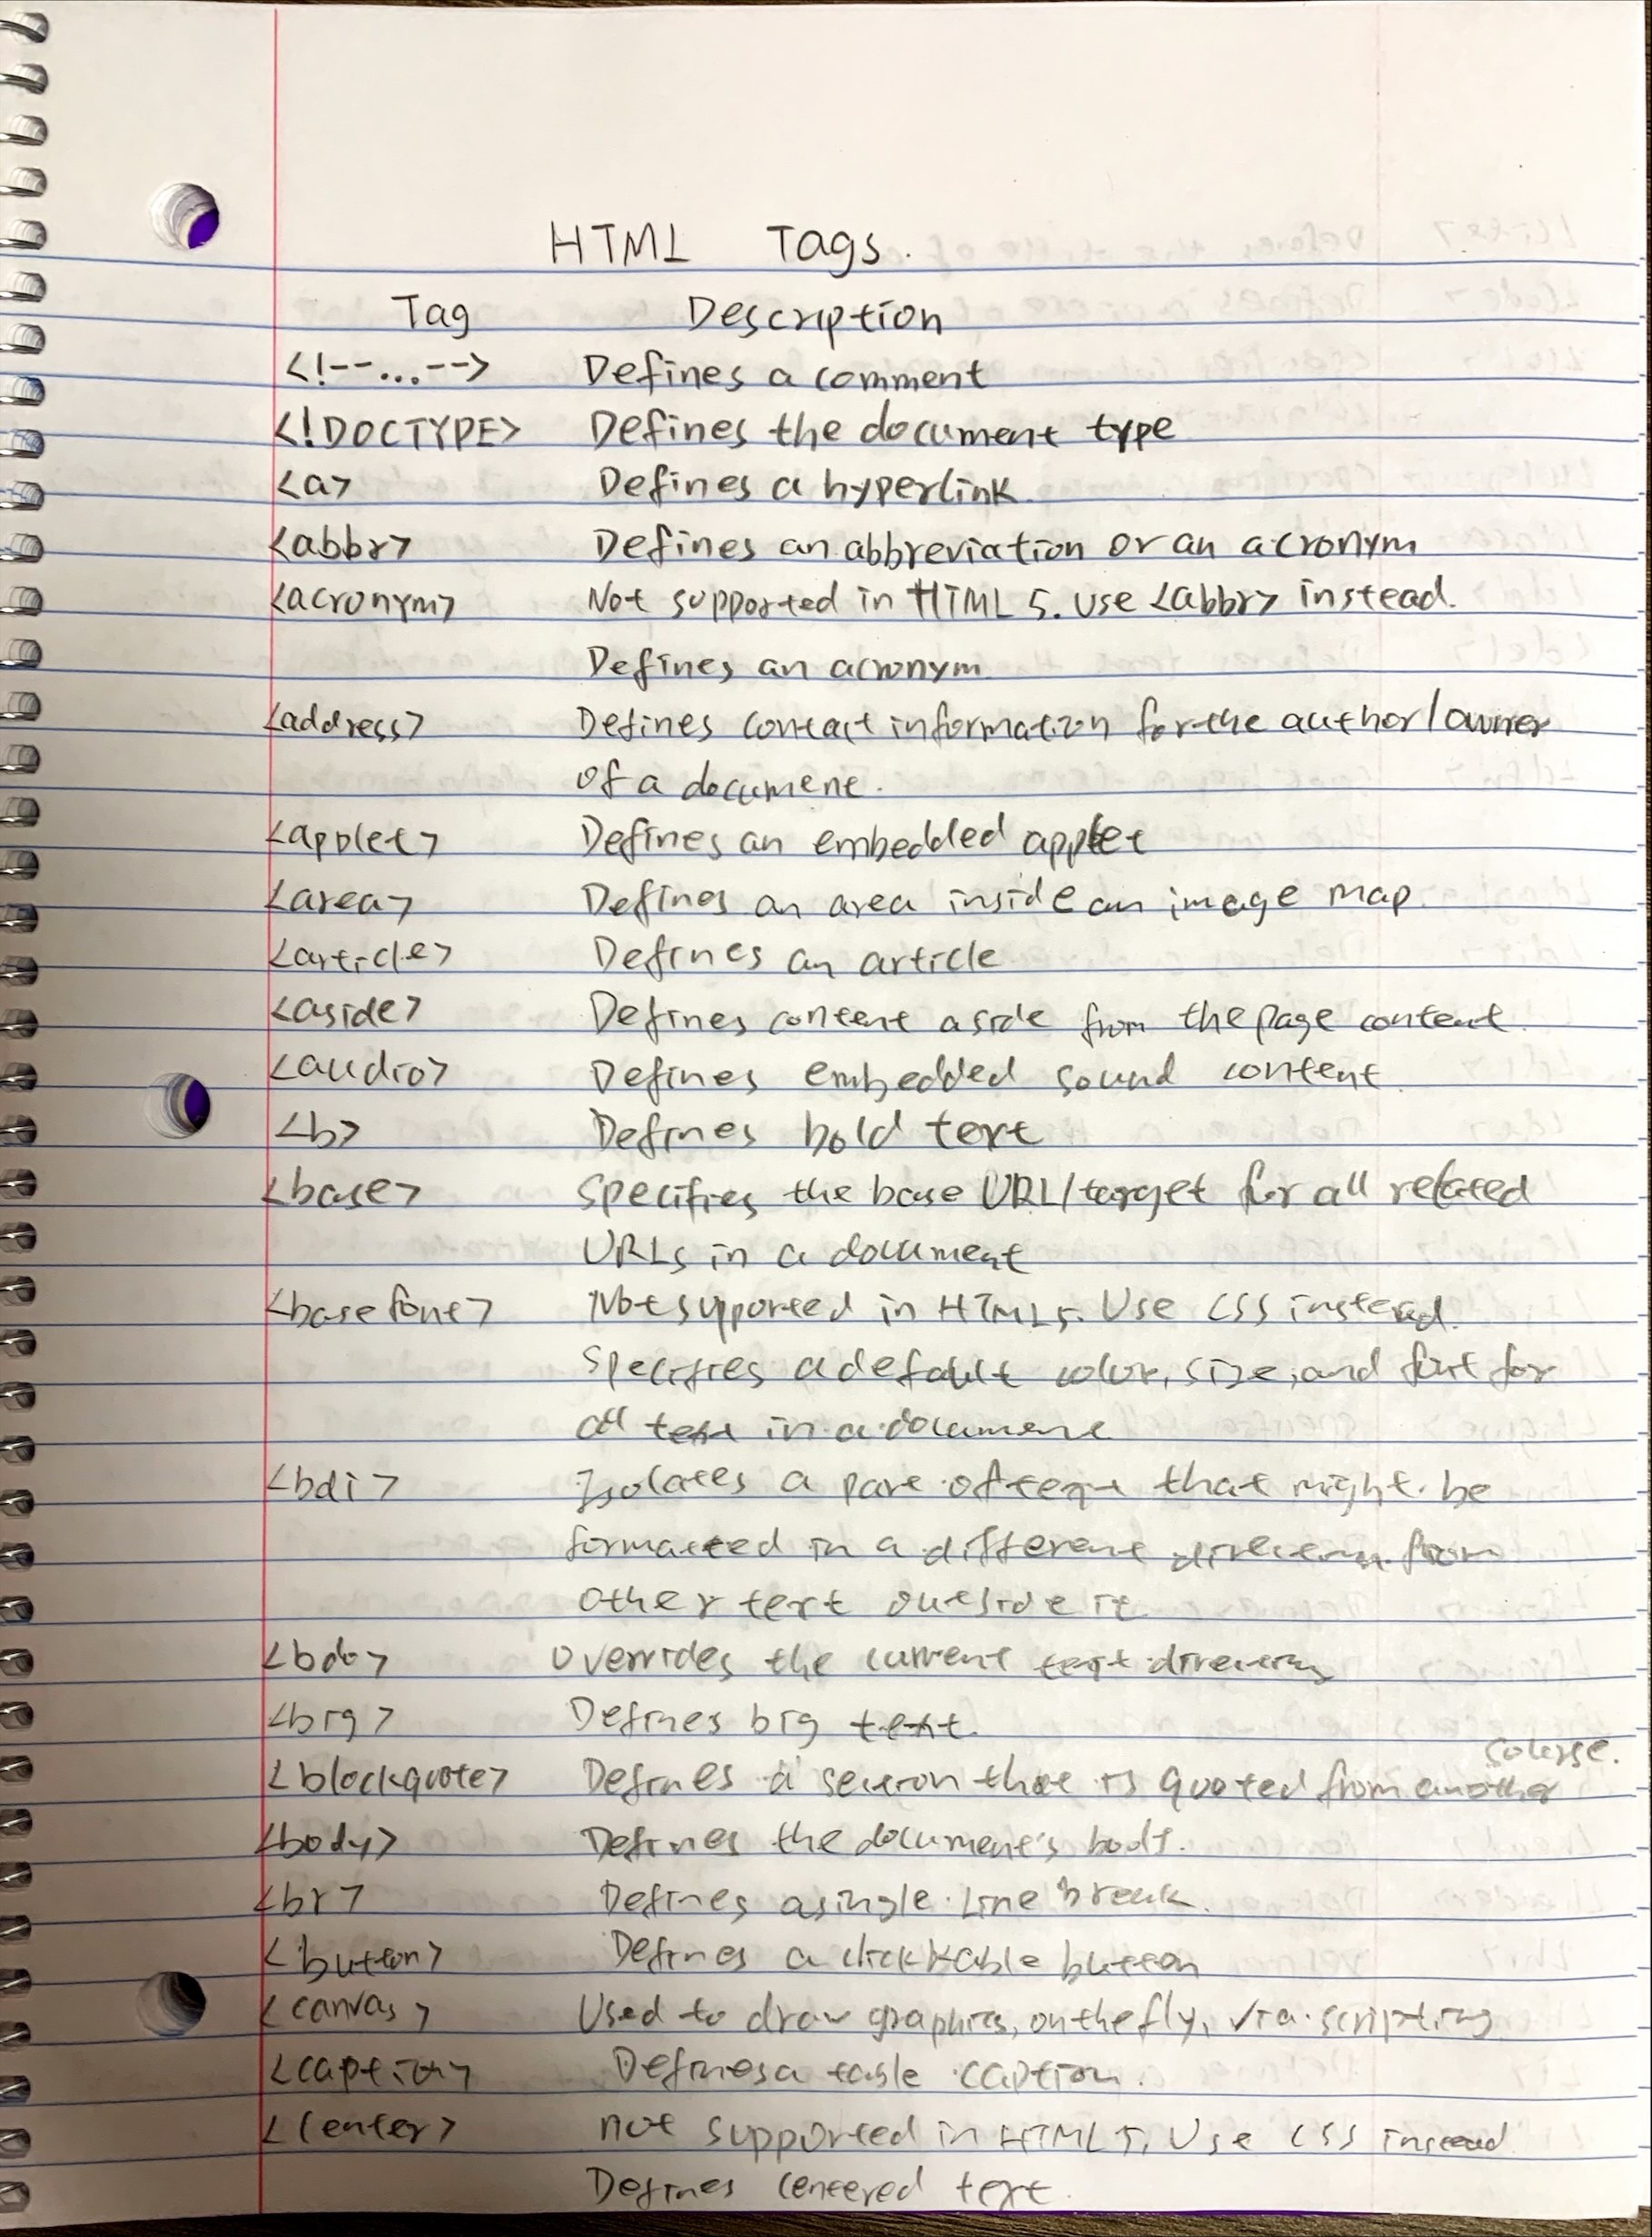 HTML Tags.
Tag Description
<!--...--> Defines a comment
<!DOCTYPE> Defines the document type
<a> Defines a hyperlink
<abbr> Defines an abbreviation or an acronym
<acronym> Not supported in HTML 5. Use <abbr> instead.
Defines an acronym
<address> Defines contact information for the author/owner
of a document.
<applet> Defines an embedded applet
<area> Defines an area inside an image map
<article> Defines an article
<aside> Defines content aside from the page content
<audio> Defines embedded sound content
<b> Defines bold text
<base> Specifies the base URL/target for all related
URLs in a document
<basefont> Not supported in HTML5. Use CSS instead.
Specifies a default color, size, and font for
all text in a document
<bdi> Isolates a part of text that might be
formatted in a different direction from
other text outside it
<bdo> Overrides the current text direction
<big> Defines big text.
source.
<blockquote> Defines a section that is quoted from another
<body> Defines the document's body.
<br> Defines a single line break.
<button> Defines a clickable button
<canvas> Used to draw graphics, on the fly, via scripting
<caption> Defines a table caption.
<center> not supported in HTML5, Use CSS instead
Defines centered text.